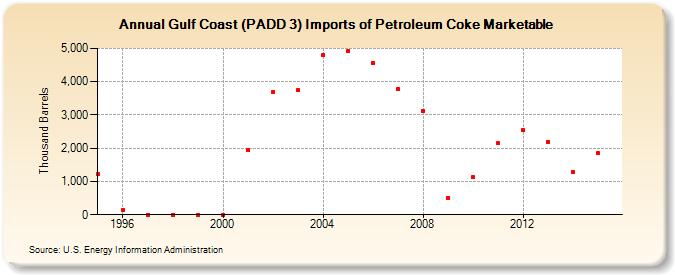 Annual Gulf Coast (PADD 3) Imports of Petroleum Coke Marketable
Thousand Barrels
5,000
4,000
3,000
2,000
1,000
0
1996 2000 2004 2008 2012
Source: U.S. Energy Information Administration